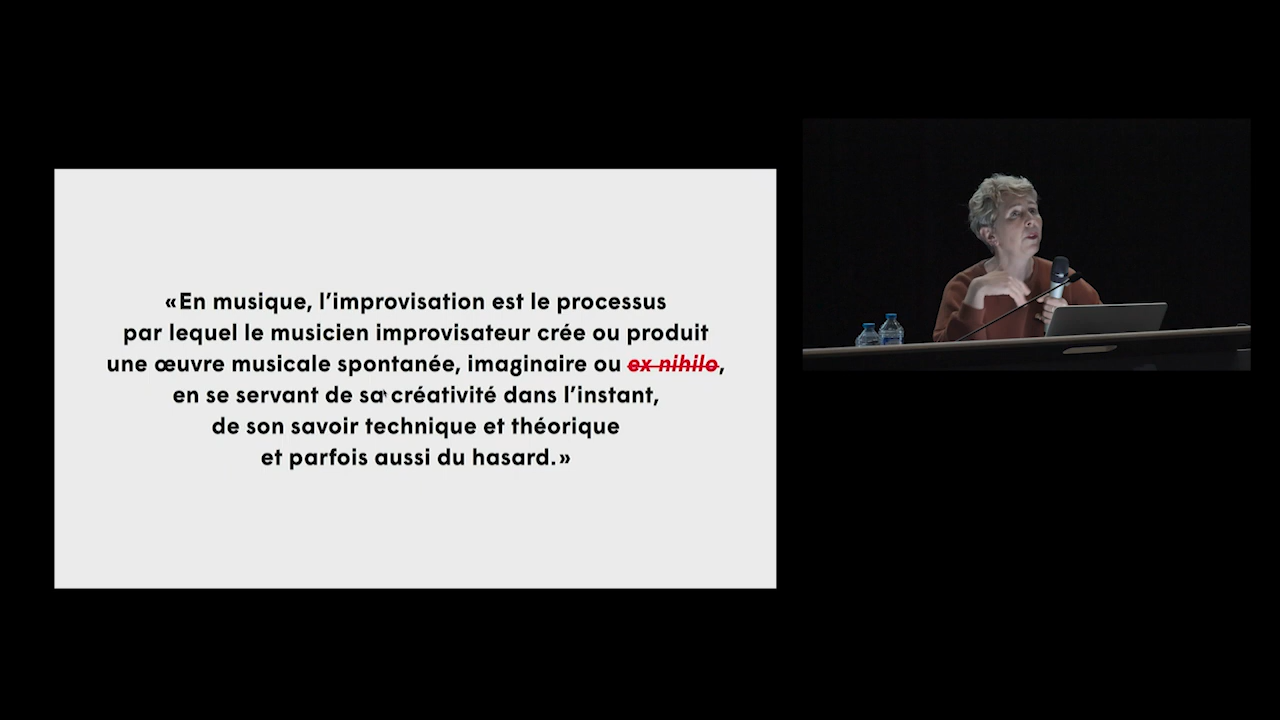 «En musique, l’improvisation est le processus
par lequel le musicien improvisateur crée ou produit
une œuvre musicale spontanée, imaginaire ou ex nihilo,
en se servant de sa créativité dans l’instant,
de son savoir technique et théorique
et parfois aussi du hasard.»